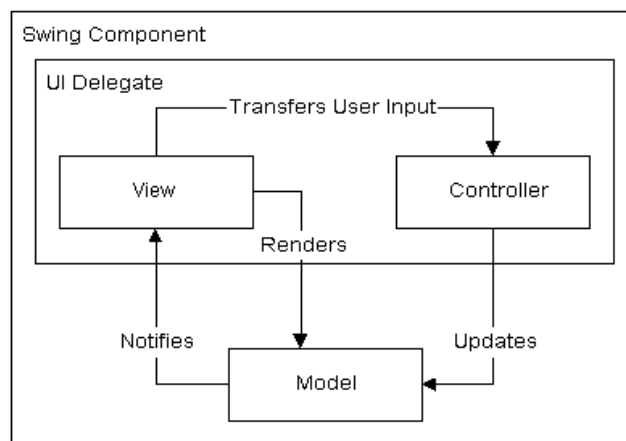 Swing Component
UI Delegate
Transfers User Input
View
Controller
Renders
Notifies
Updates
Model